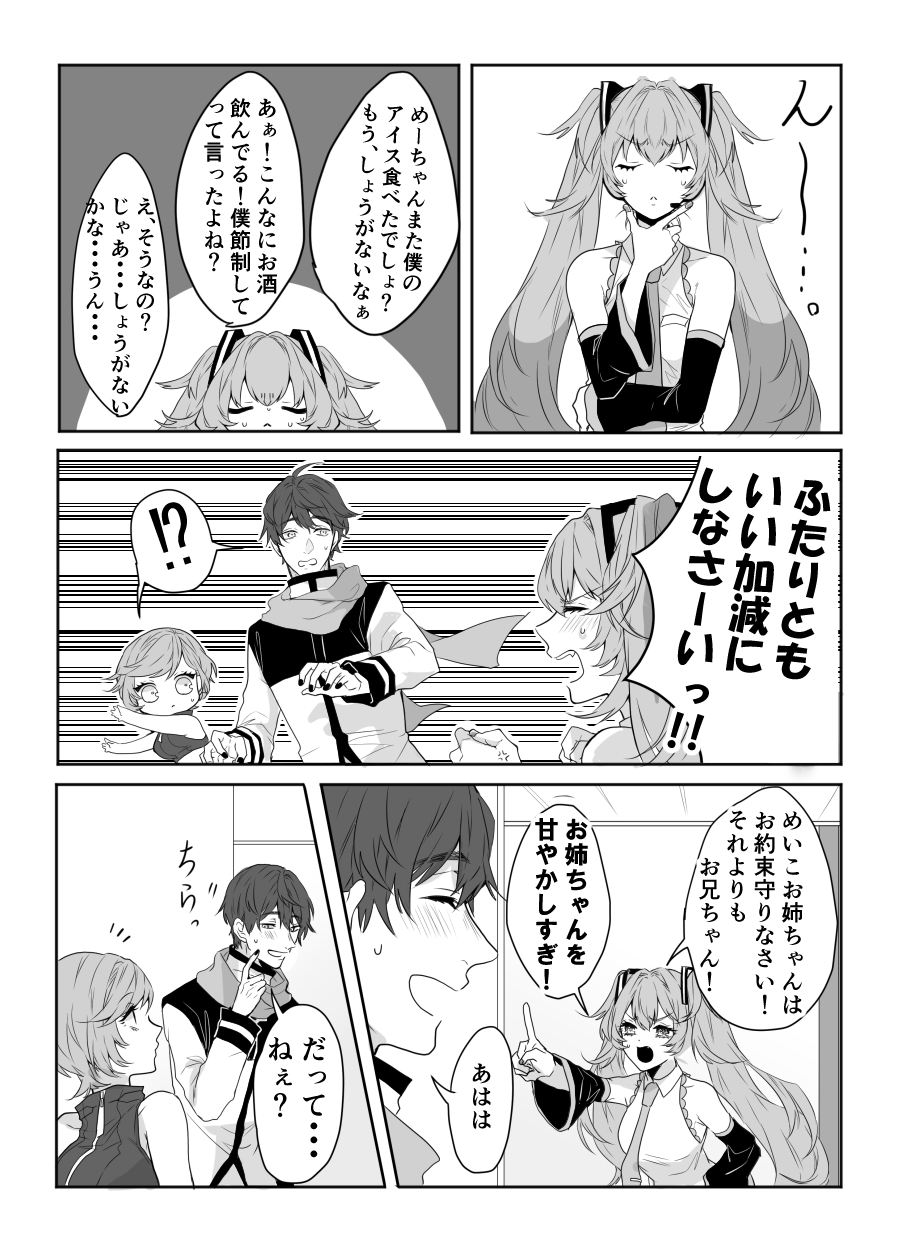 ん〜〜…。
めーちゃんまた僕の
アイス食べたでしょ?
もう、しょうがないなぁ
あぁ!こんなにお酒
飲んでる!僕節制して
って言ったよね?
え、そうなの?
じゃあ・・・しょうがない
かな・・・うん・・・
ふたりとも
いい加減に
しなさーいっ!!
!?
めいこお姉ちゃんは
お約束守りなさい!
それよりも
お兄ちゃん!
お姉ちゃんを
甘やかしすぎ!
あはは
ちらっ
だって・・・
ねぇ?